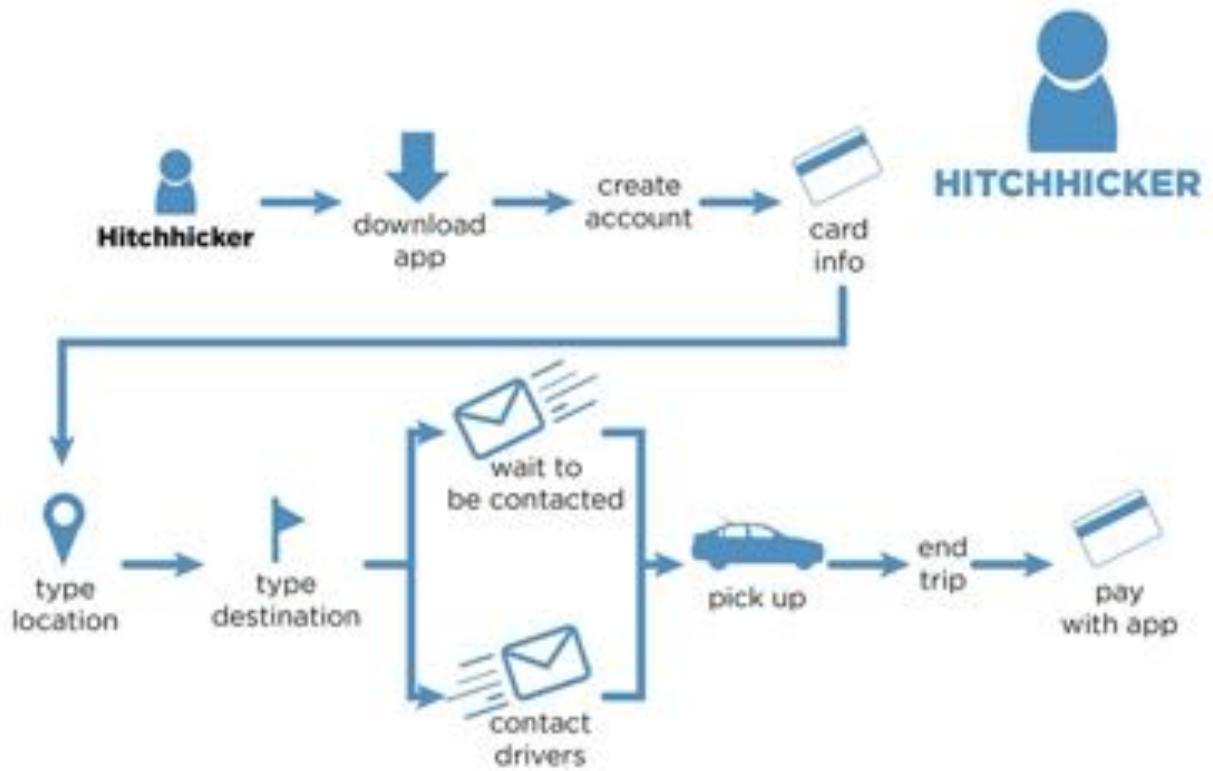 HITCHHICKER
Hitchhicker
download
app
create
account
card
info
type
location
type
destination
wait to
be contacted
contact
drivers
pick up
end
trip
pay
with app